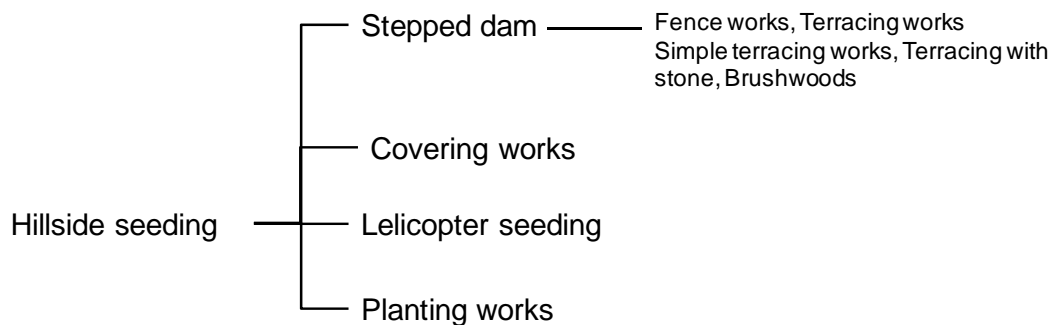 Stepped dam
Fence works, Terracing works
Simple terracing works, Terracing with
stone, Brushwoods
Covering works
Hillside seeding
Lelicopter seeding
Planting works